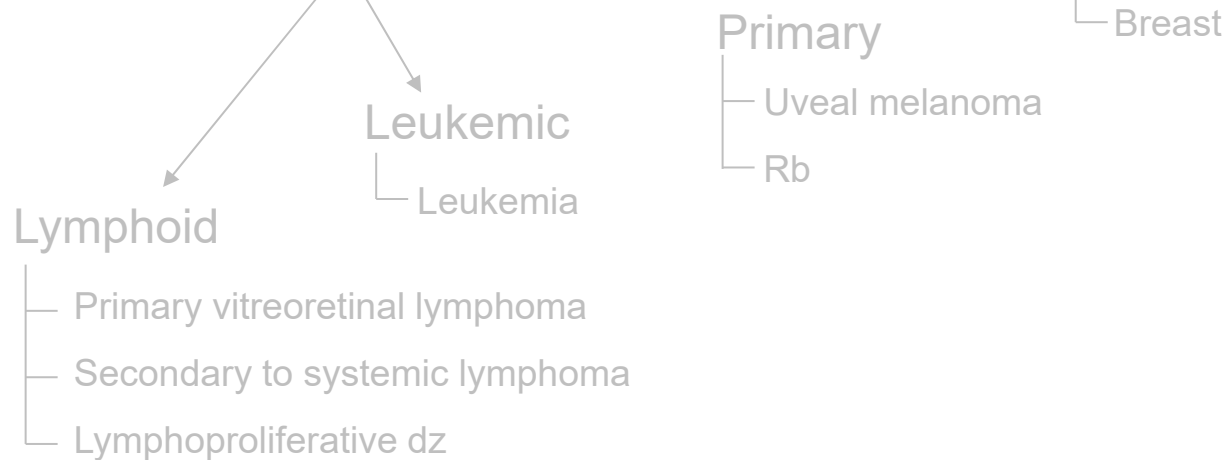 Primary
Breast
Uveal melanoma
Leukemic
Rb
Leukemia
Lymphoid
Primary vitreoretinal lymphoma
Secondary to systemic lymphoma
Lymphoproliferative dz